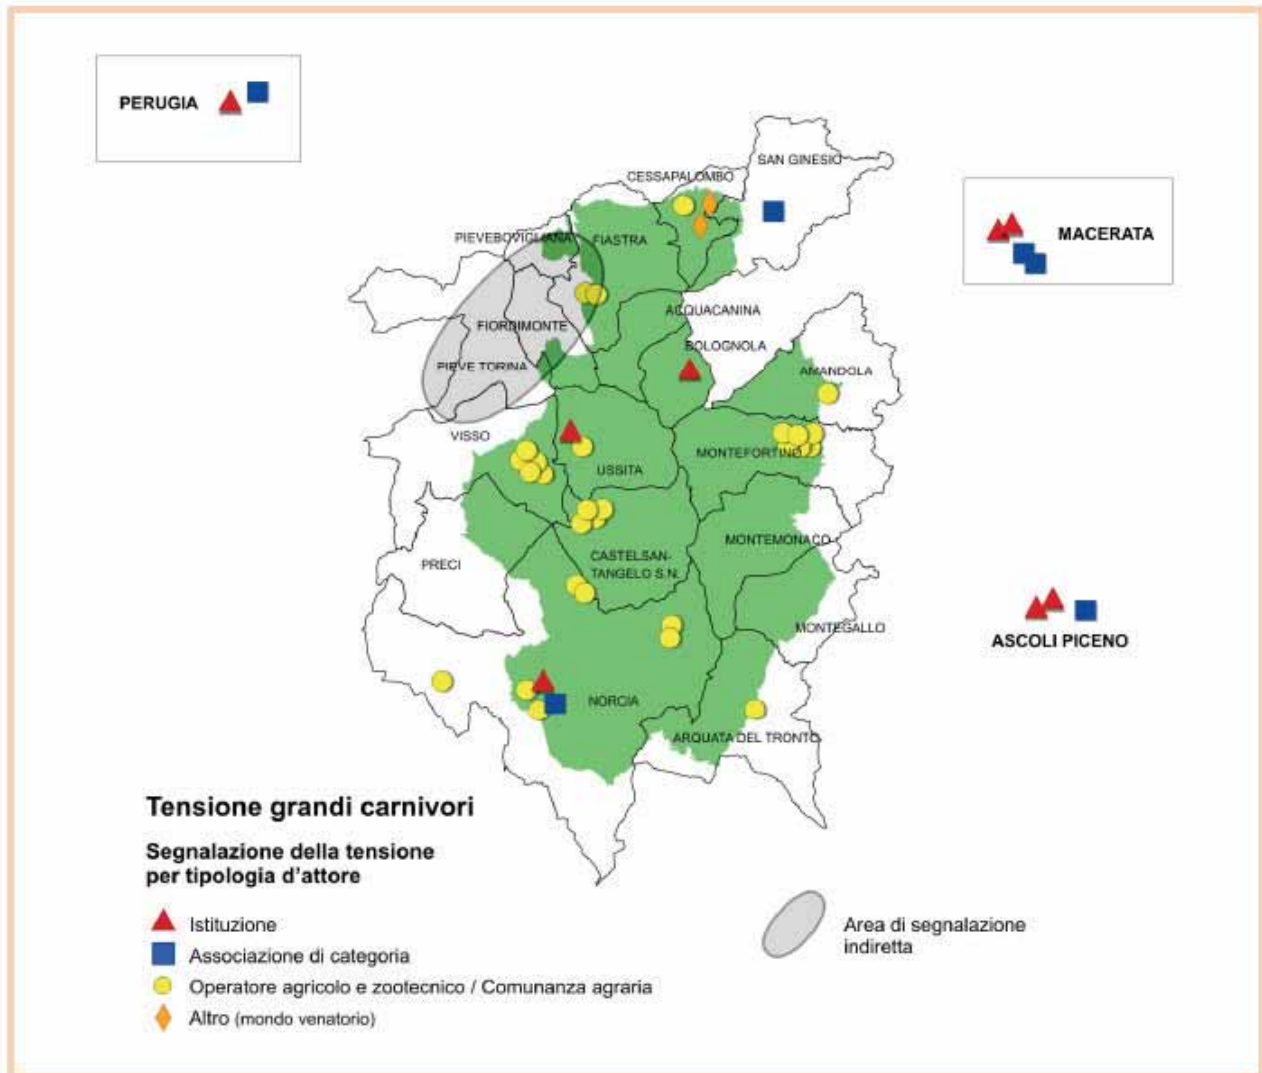 PERUGIA
SAN GINESIO
CESSAPALOMBO
MACERATA
PIEVEBOVIGLIANA
FIASTRA
ACQUACANINA
FIORDIMONTE
BOLOGNOLA
PIEVE TORINA
AMANDOLA
VISSO
MONTEFORTINO
USSITA
MONTEMONACO
CASTELSAN-
TANGELO S.N.
PRECI
MONTEGALLO
ASCOLI PICENO
NORCIA
ARQUATA DEL TRONTO
Tensione grandi carnivori
Segnalazione della tensione
per tipologia d'attore
Istituzione
Associazione di categoria
Operatore agricolo e zootecnico / Comunanza agraria
Altro (mondo venatorio)
Area di segnalazione
indiretta